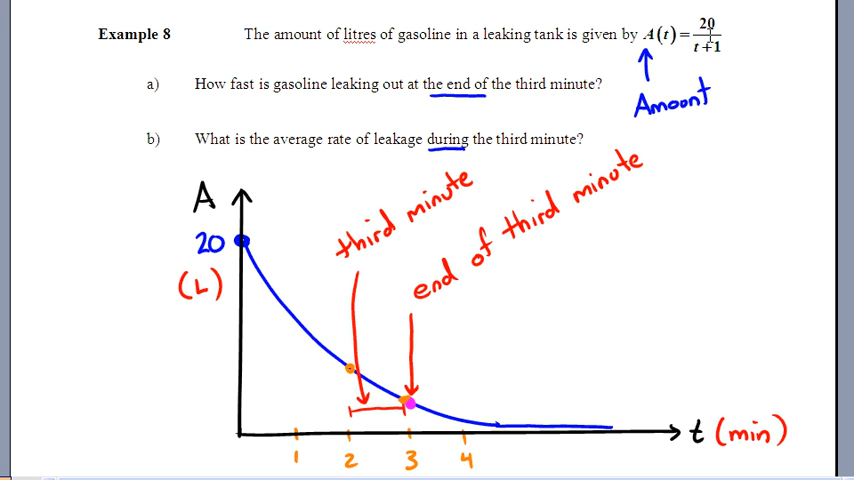 Example 8 The amount of litres of gasoline in a leaking tank is given by A(t)=20/t+1
a) How fast is gasoline leaking out at the end of the third minute?
Amount
b) What is the average rate of leakage during the third minute?
third minute
end of third minute
A
20
(L)
t (min)
1 2 3 4